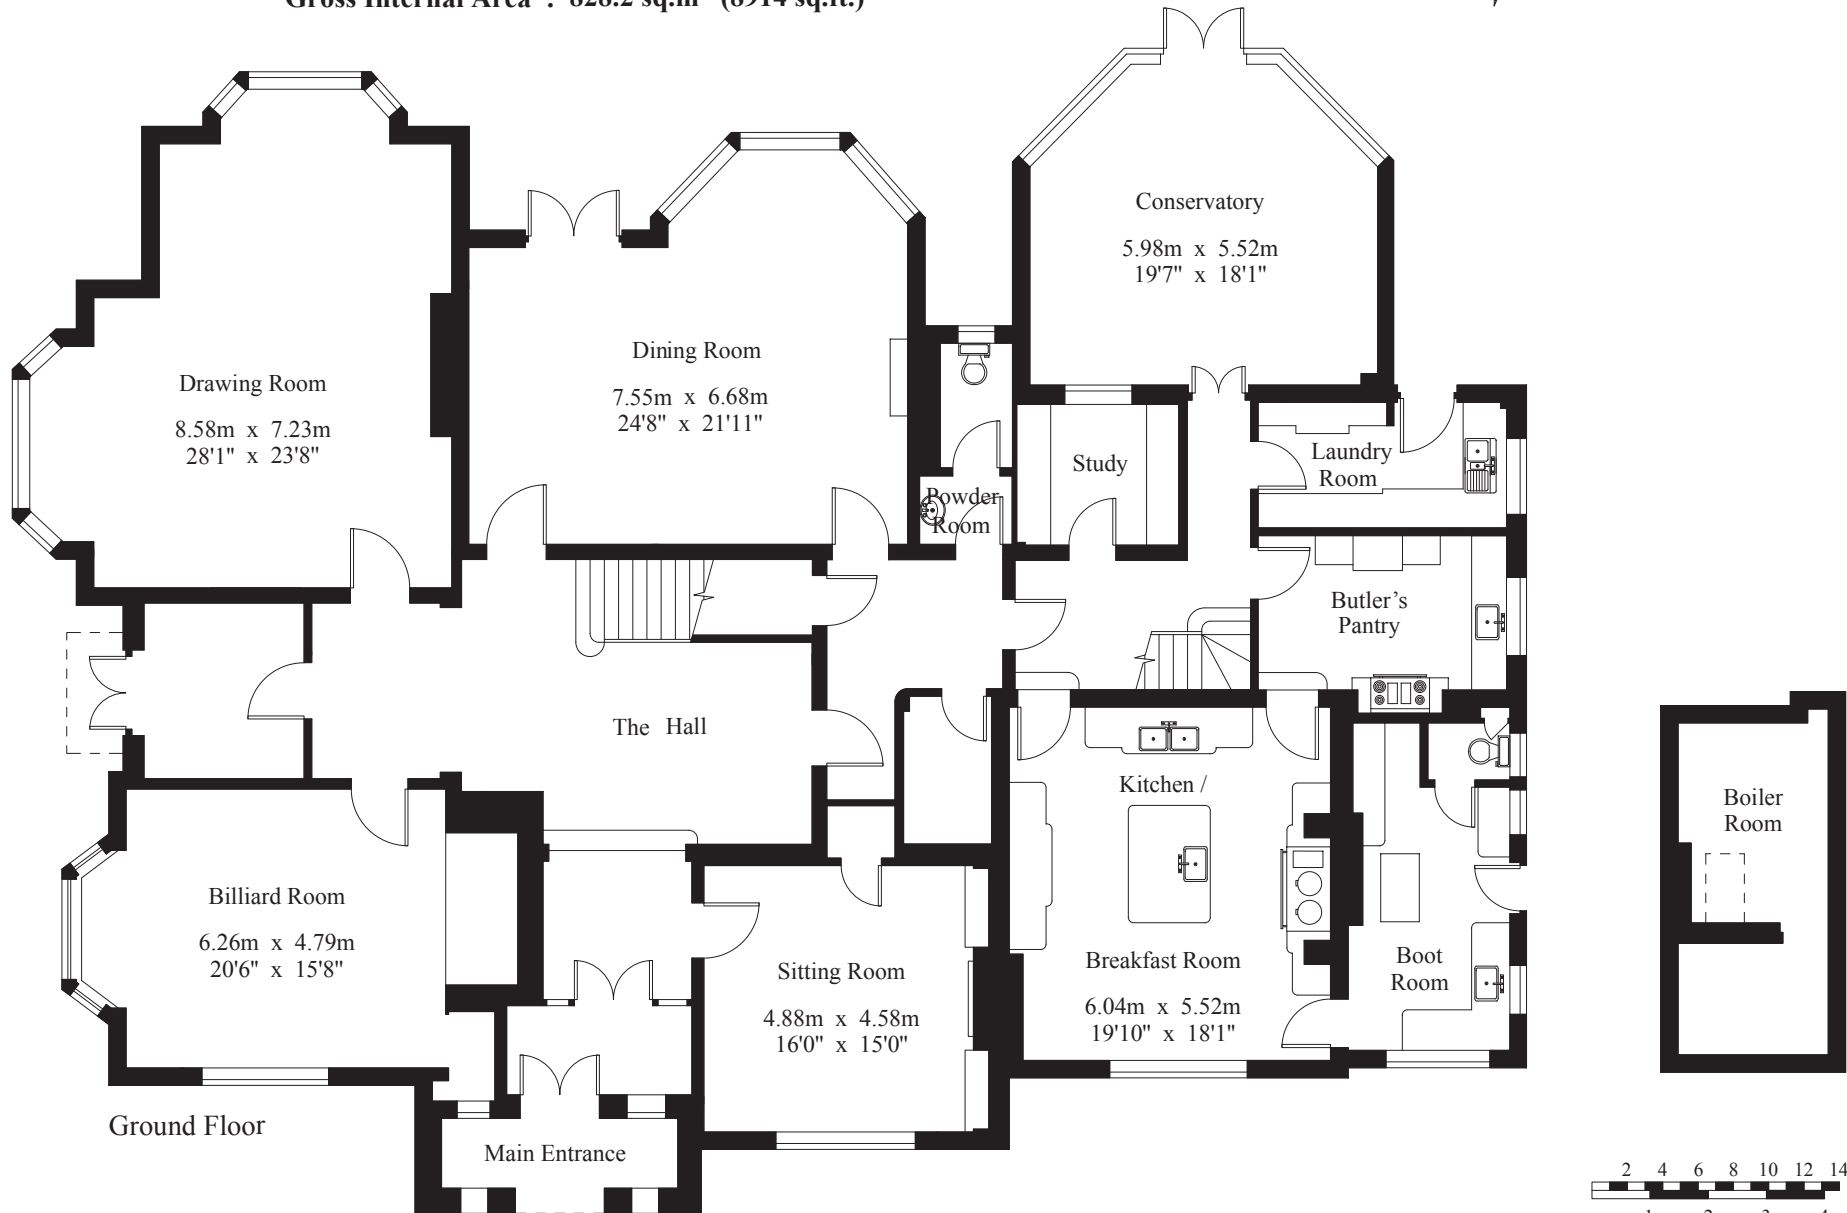 Gross Internal Area : 828.2 sq.m (8914 sq.ft.)
Conservatory
5.98m x 5.52m
19'7" x 18'1"
Dining Room
7.55m x 6.68m
24'8" x 21'11"
Drawing Room
8.58m x 7.23m
28'1" x 23'8"
Study
Laundry
Room
Powder
Room
Butler’s
Pantry
The Hall
Kitchen /
Breakfast Room
6.04m x 5.52m
19'10" x 18'1"
Boiler
Room
Billiard Room
6.26m x 4.79m
20'6" x 15'8"
Sitting Room
4.88m x 4.58m
16'0" x 15'0"
Boot
Room
Ground Floor
Main Entrance
2 4 6 8 10 12 14
1 2 3 4